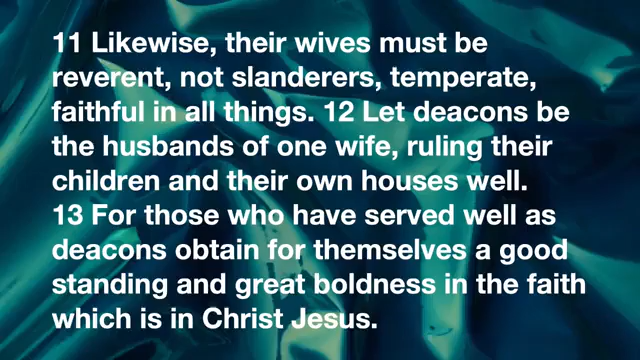 11 Likewise, their wives must be
reverent, not slanderers, temperate,
faithful in all things. 12 Let deacons be
the husbands of one wife, ruling their
children and their own houses well.
13 For those who have served well as
deacons obtain for themselves a good
standing and great boldness in the faith
which is in Christ Jesus.